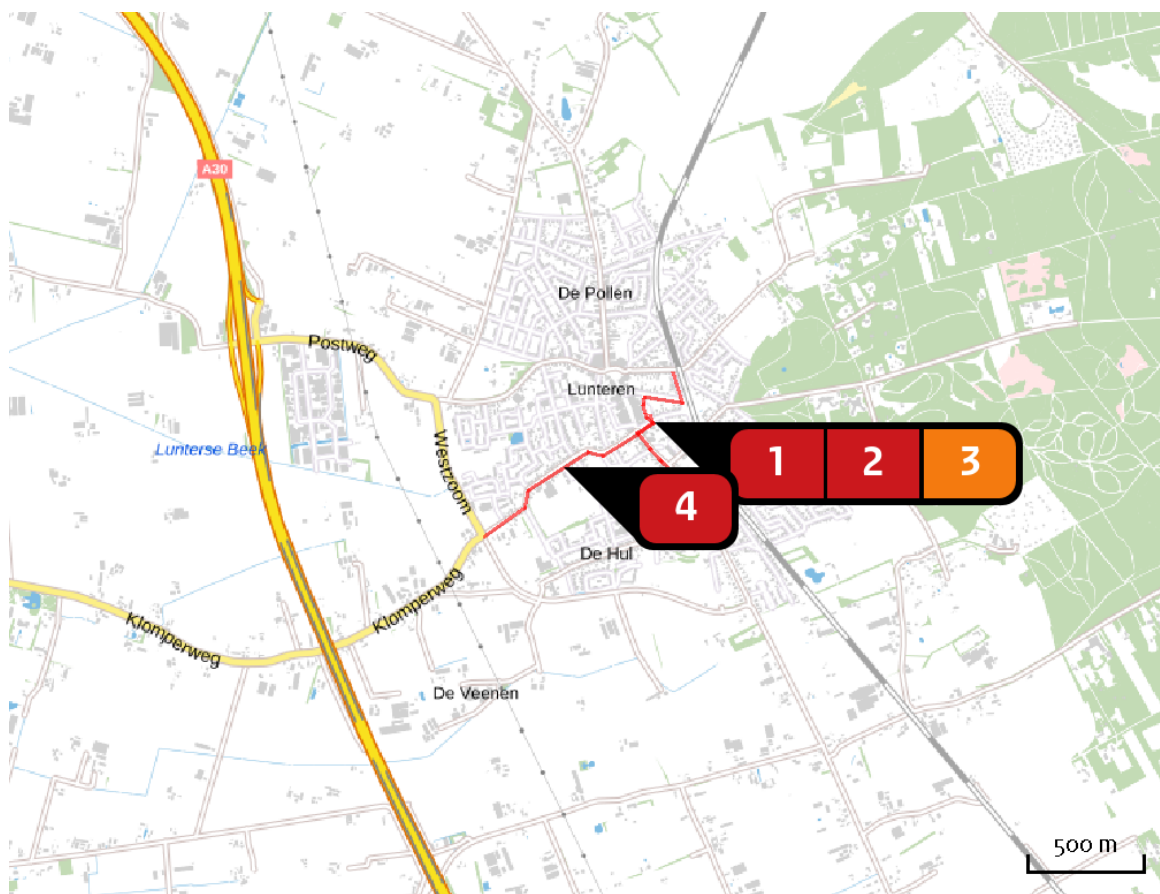 A30
De Pollen
Postweg
Lunteren
Lunterse Beek
Westzoom
1
2
3
4
De Hul
Klomperweg
Klomperweg
De Veenen
500 m